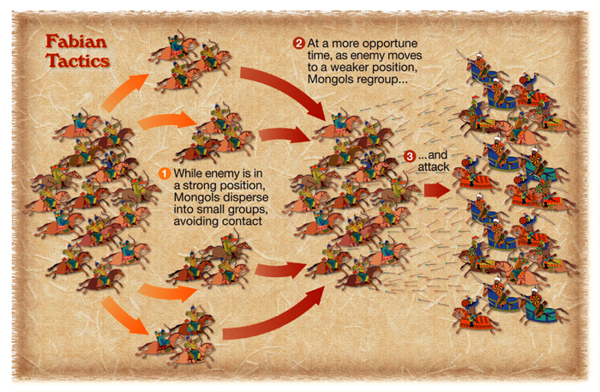 Fabian
Tactics
1 While enemy is in
a strong position,
Mongols disperse
into small groups,
avoiding contact
2 At a more opportune
time, as enemy moves
to a weaker position,
Mongols regroup...
3 ...and
attack